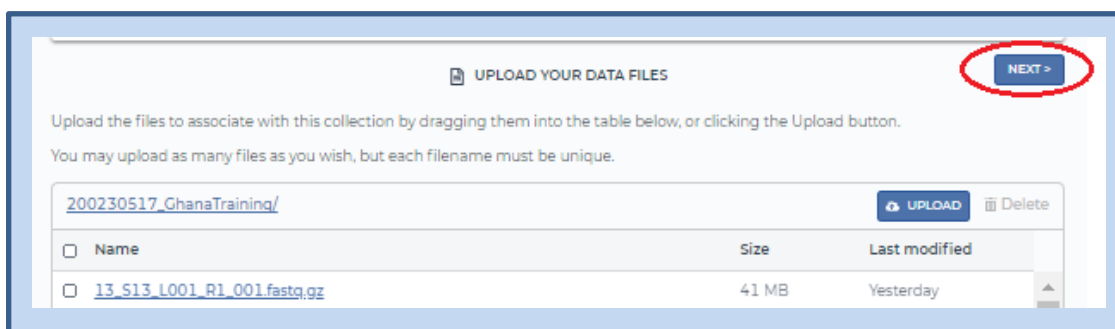 UPLOAD YOUR DATA FILES
NEXT >
Upload the files to associate with this collection by dragging them into the table below, or clicking the Upload button.
You may upload as many files as you wish, but each filename must be unique.
200230517_GhanaTraining/ UPLOAD Delete
Name Size Last modified
13_S13_L001_R1_001.fastq.gz 41 MB Yesterday